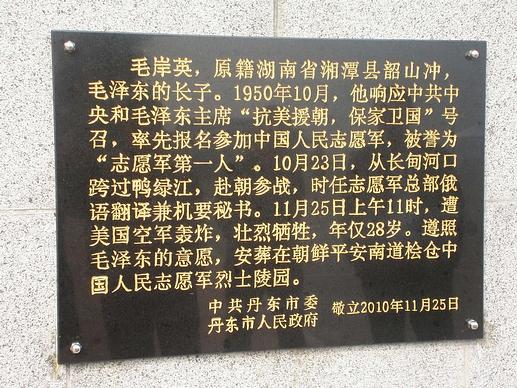 毛岸英，原籍湖南省湘潭县韶山冲，
毛泽东的长子。1950年10月，他响应中共中
央和毛泽东主席“抗美援朝，保家卫国”号
召，率先报名参加中国人民志愿军，被誉为
“志愿军第一人”。10月23日，从长甸河口
跨过鸭绿江，赴朝参战，时任志愿军总部俄
语翻译兼机要秘书。11月25日上午11时，遭
美国空军轰炸，壮烈牺牲，年仅28岁。遵照
毛泽东的意愿，安葬在朝鲜平安南道桧仓中
国人民志愿军烈士陵园。
中共丹东市委
丹东市人民政府
敬立2010年11月25日